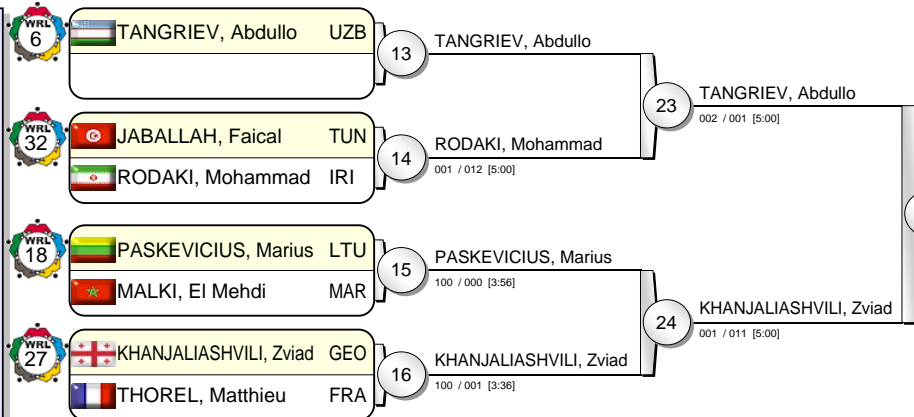 WRL
6
TANGRIEV, Abdullo UZB
13
TANGRIEV, Abdullo
23
TANGRIEV, Abdullo
002 / 001 [5:00]
WRL
32
JABALLAH, Faical TUN
RODAKI, Mohammad IRI
14
RODAKI, Mohammad
001 / 012 [5:00]
WRL
18
PASKEVICIUS, Marius LTU
MALKI, El Mehdi MAR
15
PASKEVICIUS, Marius
100 / 000 [3:56]
24
KHANJALIASHVILI, Zviad
001 / 011 [5:00]
WRL
27
KHANJALIASHVILI, Zviad GEO
THOREL, Matthieu FRA
16
KHANJALIASHVILI, Zviad
100 / 001 [3:36]